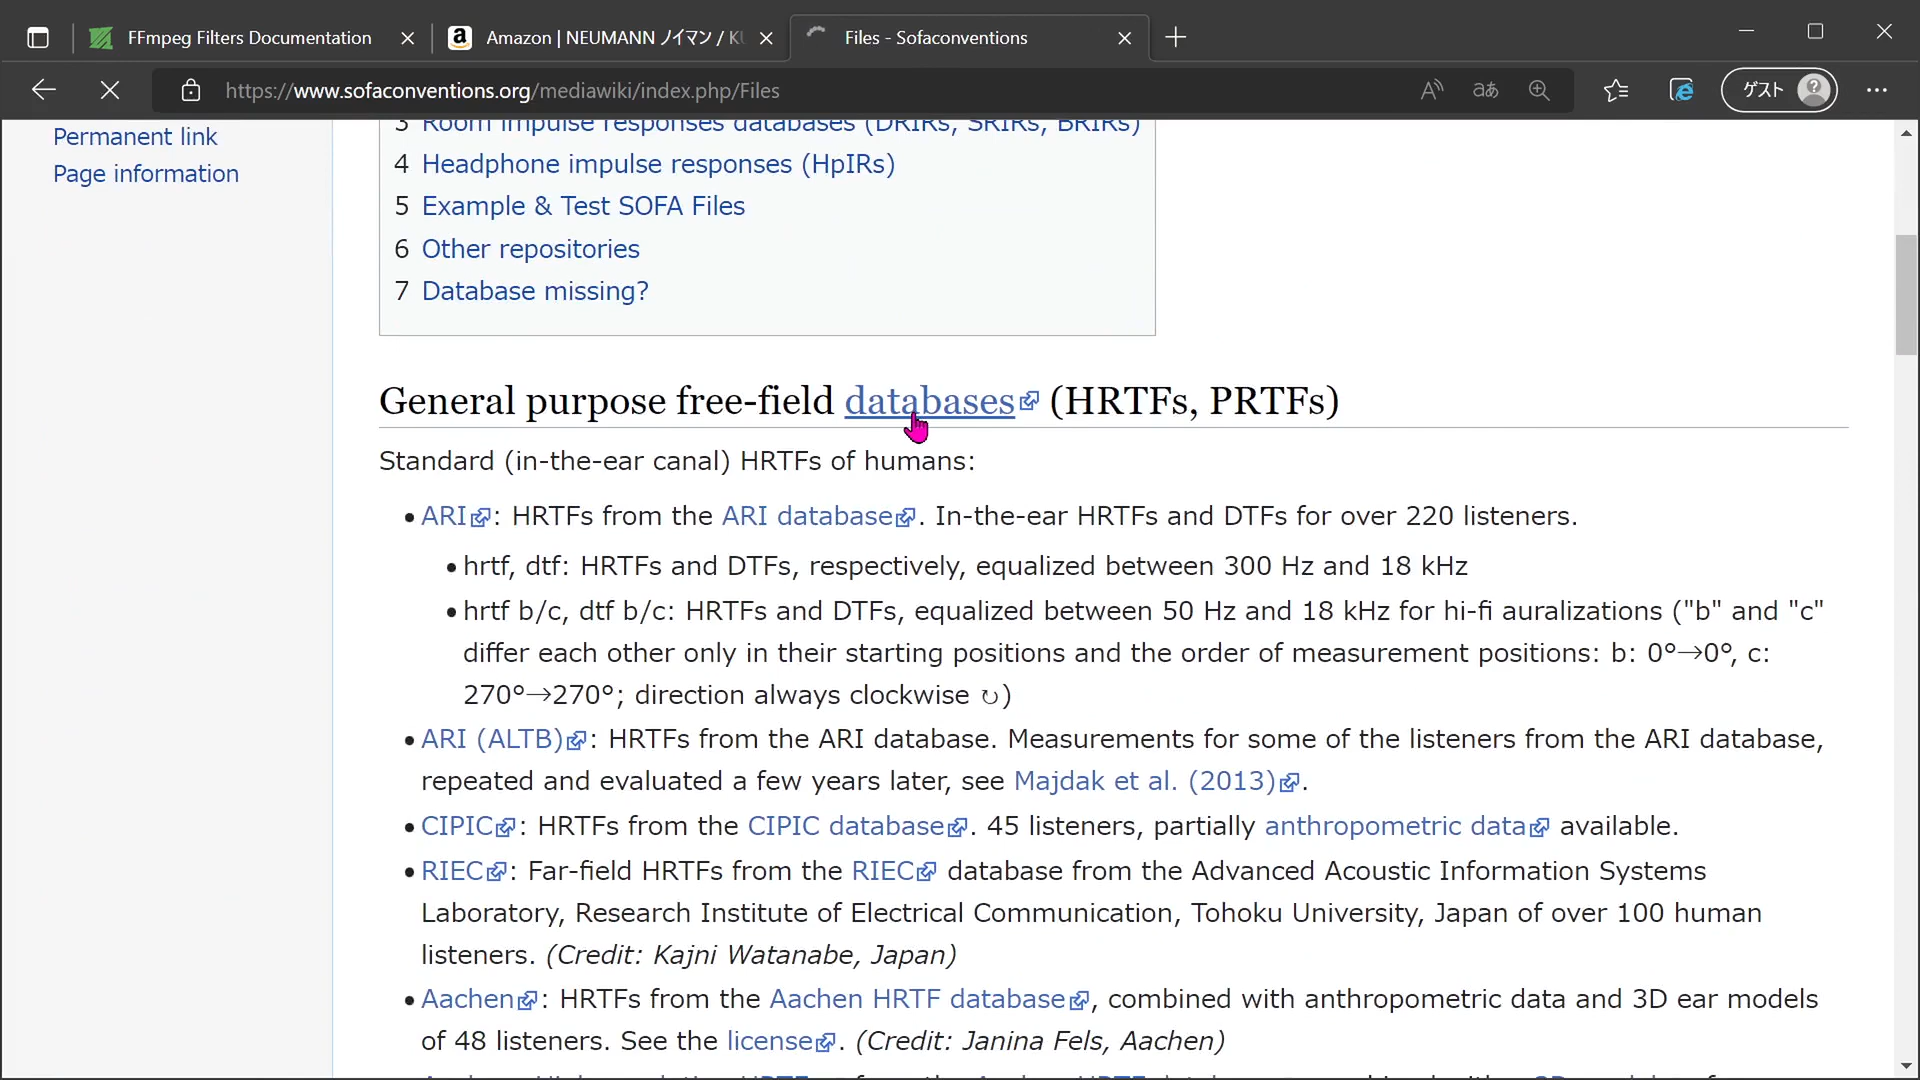 FFmpeg Filters Documentation
Amazon | NEUMANN ノイマン / KU
Files - Sofaconventions
https://www.sofaconventions.org/mediawiki/index.php/Files
ゲスト
Permanent link
Page information
3 Room impulse responses databases (DRIRs, SRIRs, BRIRs)
4 Headphone impulse responses (HpIRs)
5 Example & Test SOFA Files
6 Other repositories
7 Database missing?
General purpose free-field databases (HRTFs, PRTFs)
Standard (in-the-ear canal) HRTFs of humans:
• ARI: HRTFs from the ARI database. In-the-ear HRTFs and DTFs for over 220 listeners.
• hrtf, dtf: HRTFs and DTFs, respectively, equalized between 300 Hz and 18 kHz
• hrtf b/c, dtf b/c: HRTFs and DTFs, equalized between 50 Hz and 18 kHz for hi-fi auralizations ("b" and "c"
differ each other only in their starting positions and the order of measurement positions: b: 0°→0°, c:
270°→270°; direction always clockwise ↻)
• ARI (ALTB): HRTFs from the ARI database. Measurements for some of the listeners from the ARI database,
repeated and evaluated a few years later, see Majdak et al. (2013).
• CIPIC: HRTFs from the CIPIC database. 45 listeners, partially anthropometric data available.
• RIEC: Far-field HRTFs from the RIEC database from the Advanced Acoustic Information Systems
Laboratory, Research Institute of Electrical Communication, Tohoku University, Japan of over 100 human
listeners. (Credit: Kajni Watanabe, Japan)
• Aachen: HRTFs from the Aachen HRTF database, combined with anthropometric data and 3D ear models
of 48 listeners. See the license. (Credit: Janina Fels, Aachen)